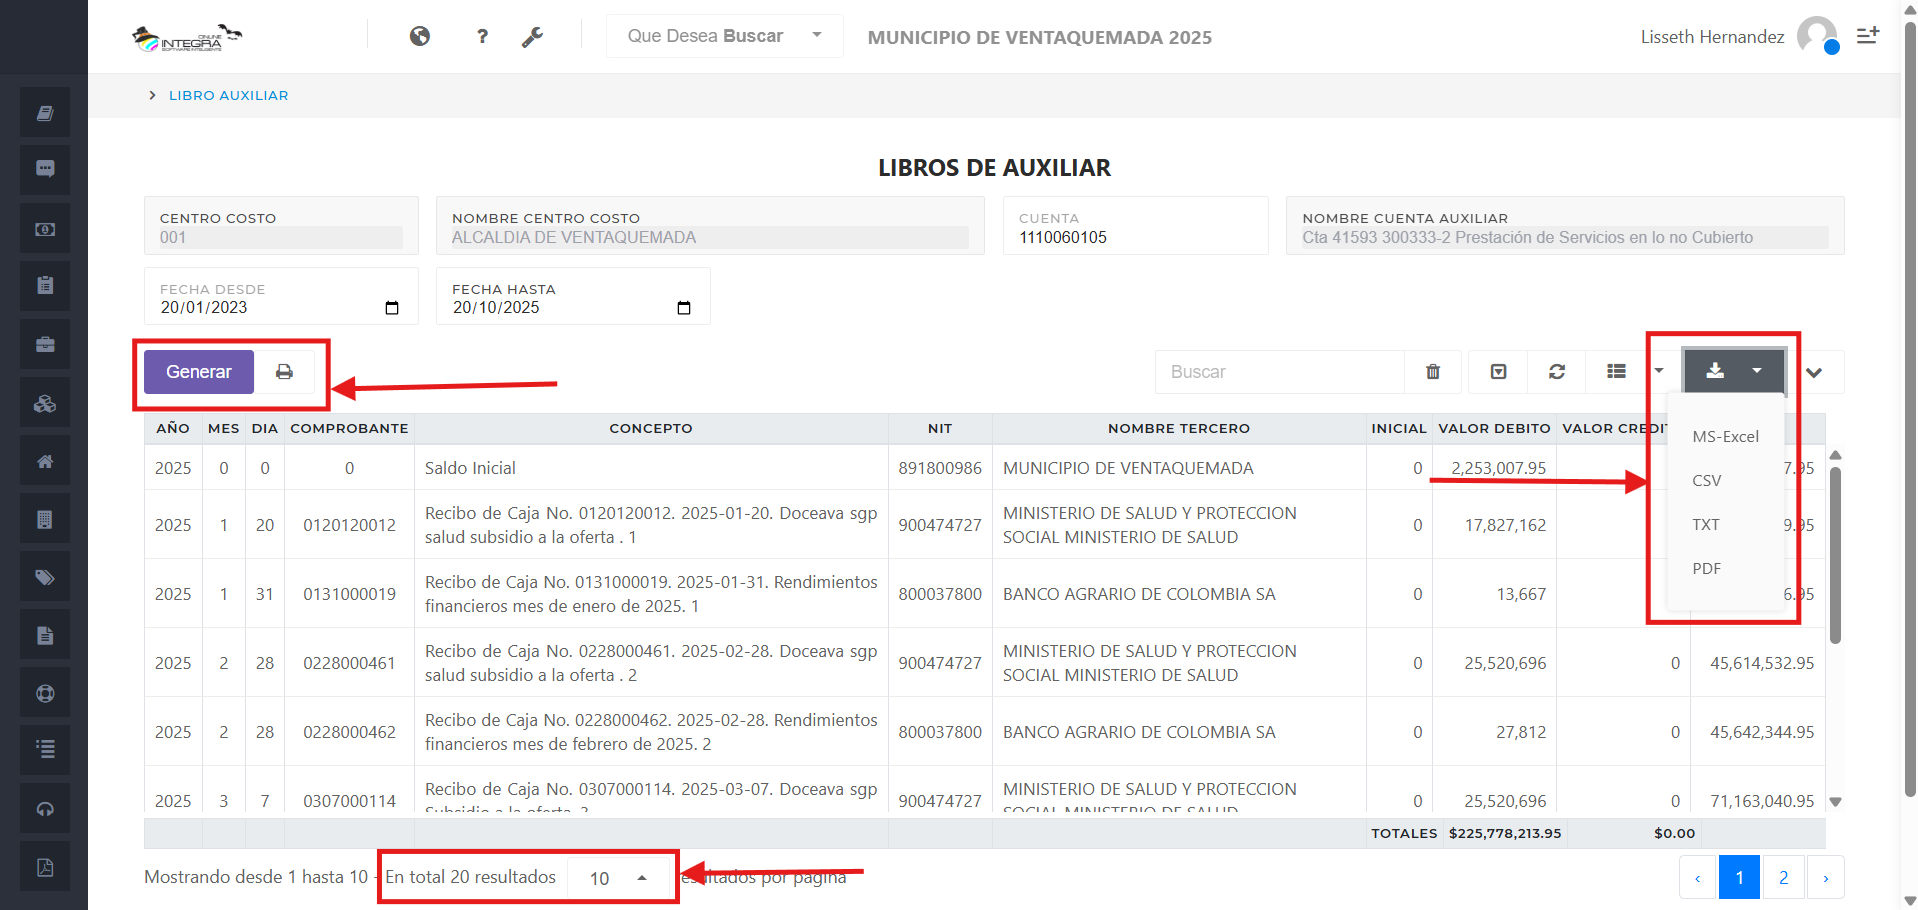 ONLINE
INTEGRA
SOFTWARE INTELIGENTE
?
Que Desea Buscar
MUNICIPIO DE VENTAQUEMADA 2025
Lisseth Hernandez
LIBRO AUXILIAR
LIBROS DE AUXILIAR
CENTRO COSTO
001
NOMBRE CENTRO COSTO
ALCALDIA DE VENTAQUEMADA
CUENTA
1110060105
NOMBRE CUENTA AUXILIAR
Cta 41593 300333-2 Prestación de Servicios en lo no Cubierto
FECHA DESDE
20/01/2023
FECHA HASTA
20/10/2025
Generar
Buscar
MS-Excel
CSV
TXT
PDF
AÑO MES DIA COMPROBANTE CONCEPTO NIT NOMBRE TERCERO INICIAL VALOR DEBITO VALOR CREDIT
2025 0 0 0 Saldo Inicial 891800986 MUNICIPIO DE VENTAQUEMADA 0 2,253,007.95 7.95
2025 1 20 0120120012 Recibo de Caja No. 0120120012. 2025-01-20. Doceava sgp
salud subsidio a la oferta . 1 900474727 MINISTERIO DE SALUD Y PROTECCION
SOCIAL MINISTERIO DE SALUD 0 17,827,162 9.95
2025 1 31 0131000019 Recibo de Caja No. 0131000019. 2025-01-31. Rendimientos
financieros mes de enero de 2025. 1 800037800 BANCO AGRARIO DE COLOMBIA SA 0 13,667 6.95
2025 2 28 0228000461 Recibo de Caja No. 0228000461. 2025-02-28. Doceava sgp
salud subsidio a la oferta . 2 900474727 MINISTERIO DE SALUD Y PROTECCION
SOCIAL MINISTERIO DE SALUD 0 25,520,696 0 45,614,532.95
2025 2 28 0228000462 Recibo de Caja No. 0228000462. 2025-02-28. Rendimientos
financieros mes de febrero de 2025. 2 800037800 BANCO AGRARIO DE COLOMBIA SA 0 27,812 0 45,642,344.95
2025 3 7 0307000114 Recibo de Caja No. 0307000114. 2025-03-07. Doceava sgp
Subsidio a la oferta. 3 900474727 MINISTERIO DE SALUD Y PROTECCION
SOCIAL MINISTERIO DE SALUD 0 25,520,696 0 71,163,040.95
TOTALES $225,778,213.95 $0.00
Mostrando desde 1 hasta 10 - En total 20 resultados 10 resultados por página
‹ 1 2 ›